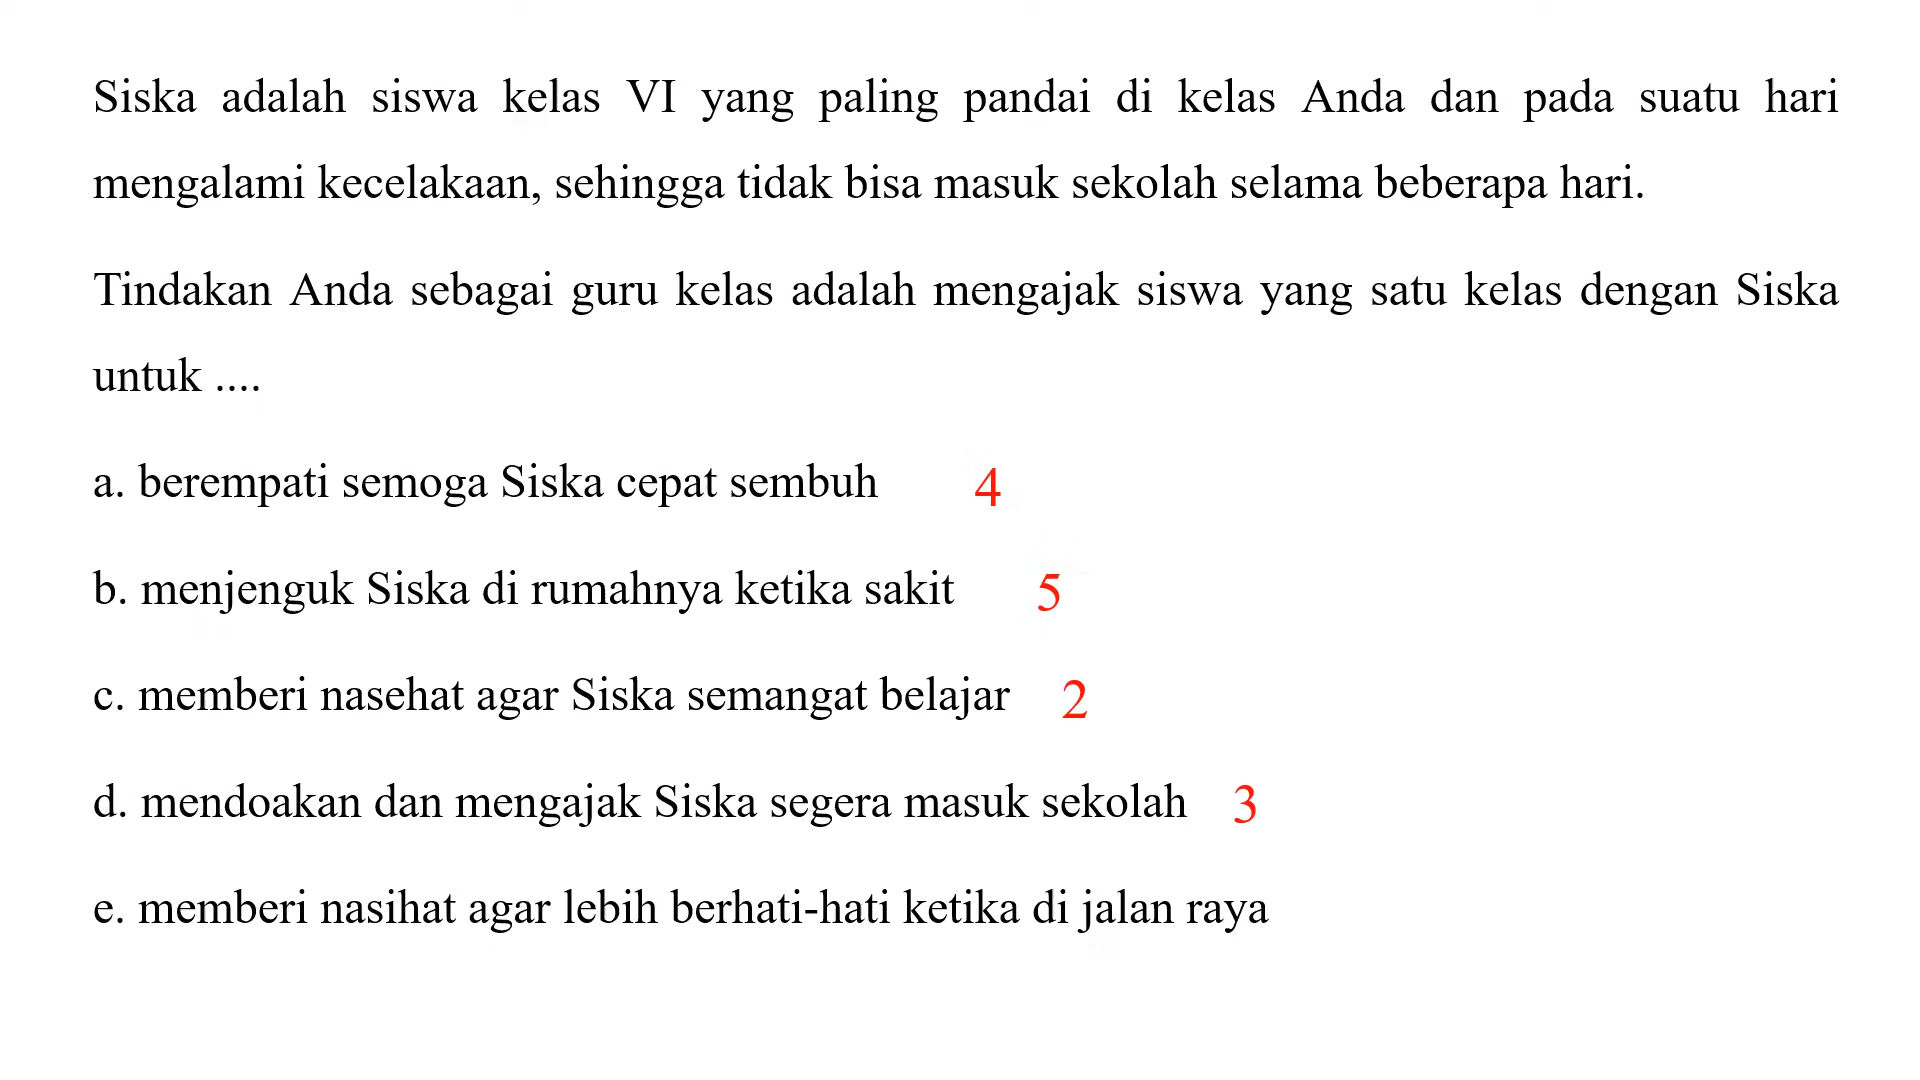 Siska adalah siswa kelas VI yang paling pandai di kelas Anda dan pada suatu hari
mengalami kecelakaan, sehingga tidak bisa masuk sekolah selama beberapa hari.
Tindakan Anda sebagai guru kelas adalah mengajak siswa yang satu kelas dengan Siska
untuk ....
a. berempati semoga Siska cepat sembuh 4
b. menjenguk Siska di rumahnya ketika sakit 5
c. memberi nasehat agar Siska semangat belajar 2
d. mendoakan dan mengajak Siska segera masuk sekolah 3
e. memberi nasihat agar lebih berhati-hati ketika di jalan raya